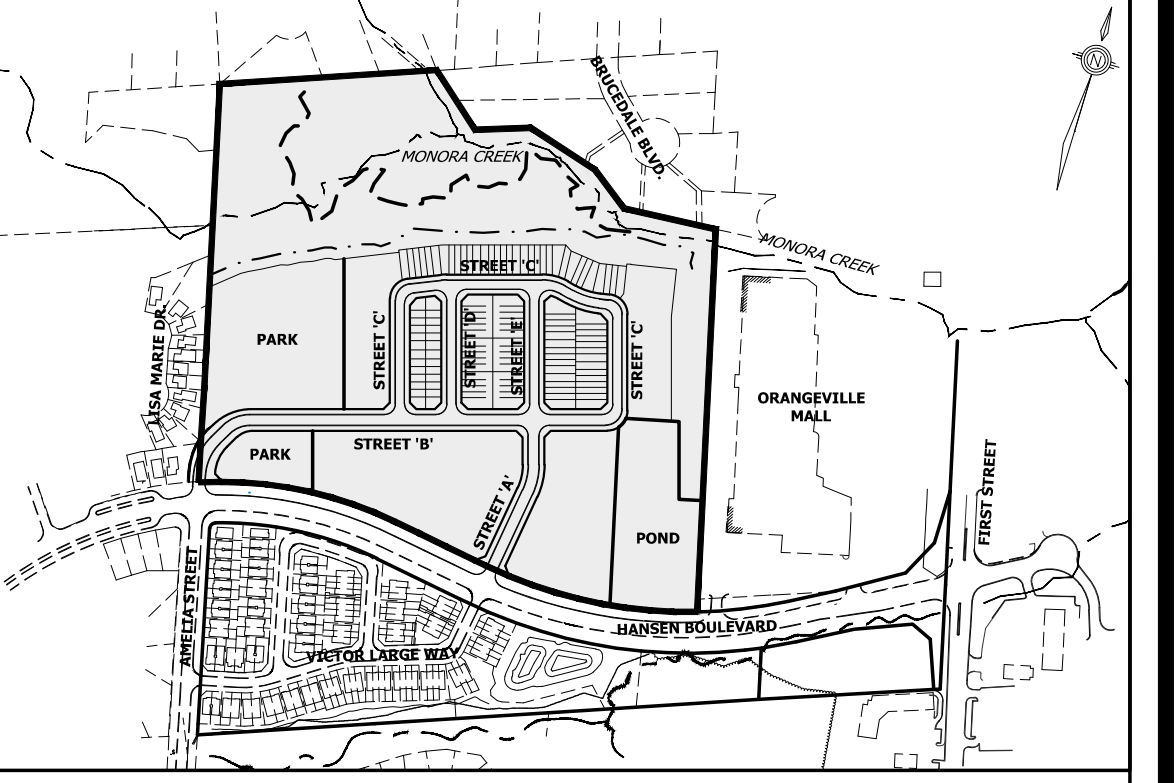 N
BRUCEDALE BLVD.
MONORA CREEK
MONORA CREEK
STREET 'C'
LISA MARIE DR.
PARK
STREET 'C'
STREET 'D'
STREET 'E'
STREET 'C'
ORANGEVILLE
MALL
STREET 'B'
PARK
STREET 'A'
POND
FIRST STREET
AMELIA STREET
HANSEN BOULEVARD
VICTOR LARGE WAY